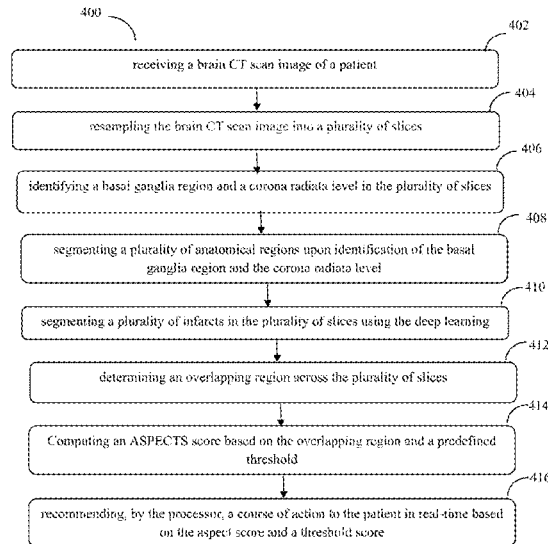 400
402
receiving a brain CT scan image of a patient
404
resampling the brain CT scan image into a plurality of slices
406
identifying a basal ganglia region and a corona radiata level in the plurality of slices
408
segmenting a plurality of anatomical regions upon identification of the basal
ganglia region and the corona radiata level
410
segmenting a plurality of infarcts in the plurality of slices using the deep learning
412
determining an overlapping region across the plurality of slices
414
Computing an ASPECTS score based on the overlapping region and a predefined
threshold
416
recommending, by the processor, a course of action to the patient in real-time based
on the aspect score and a threshold score